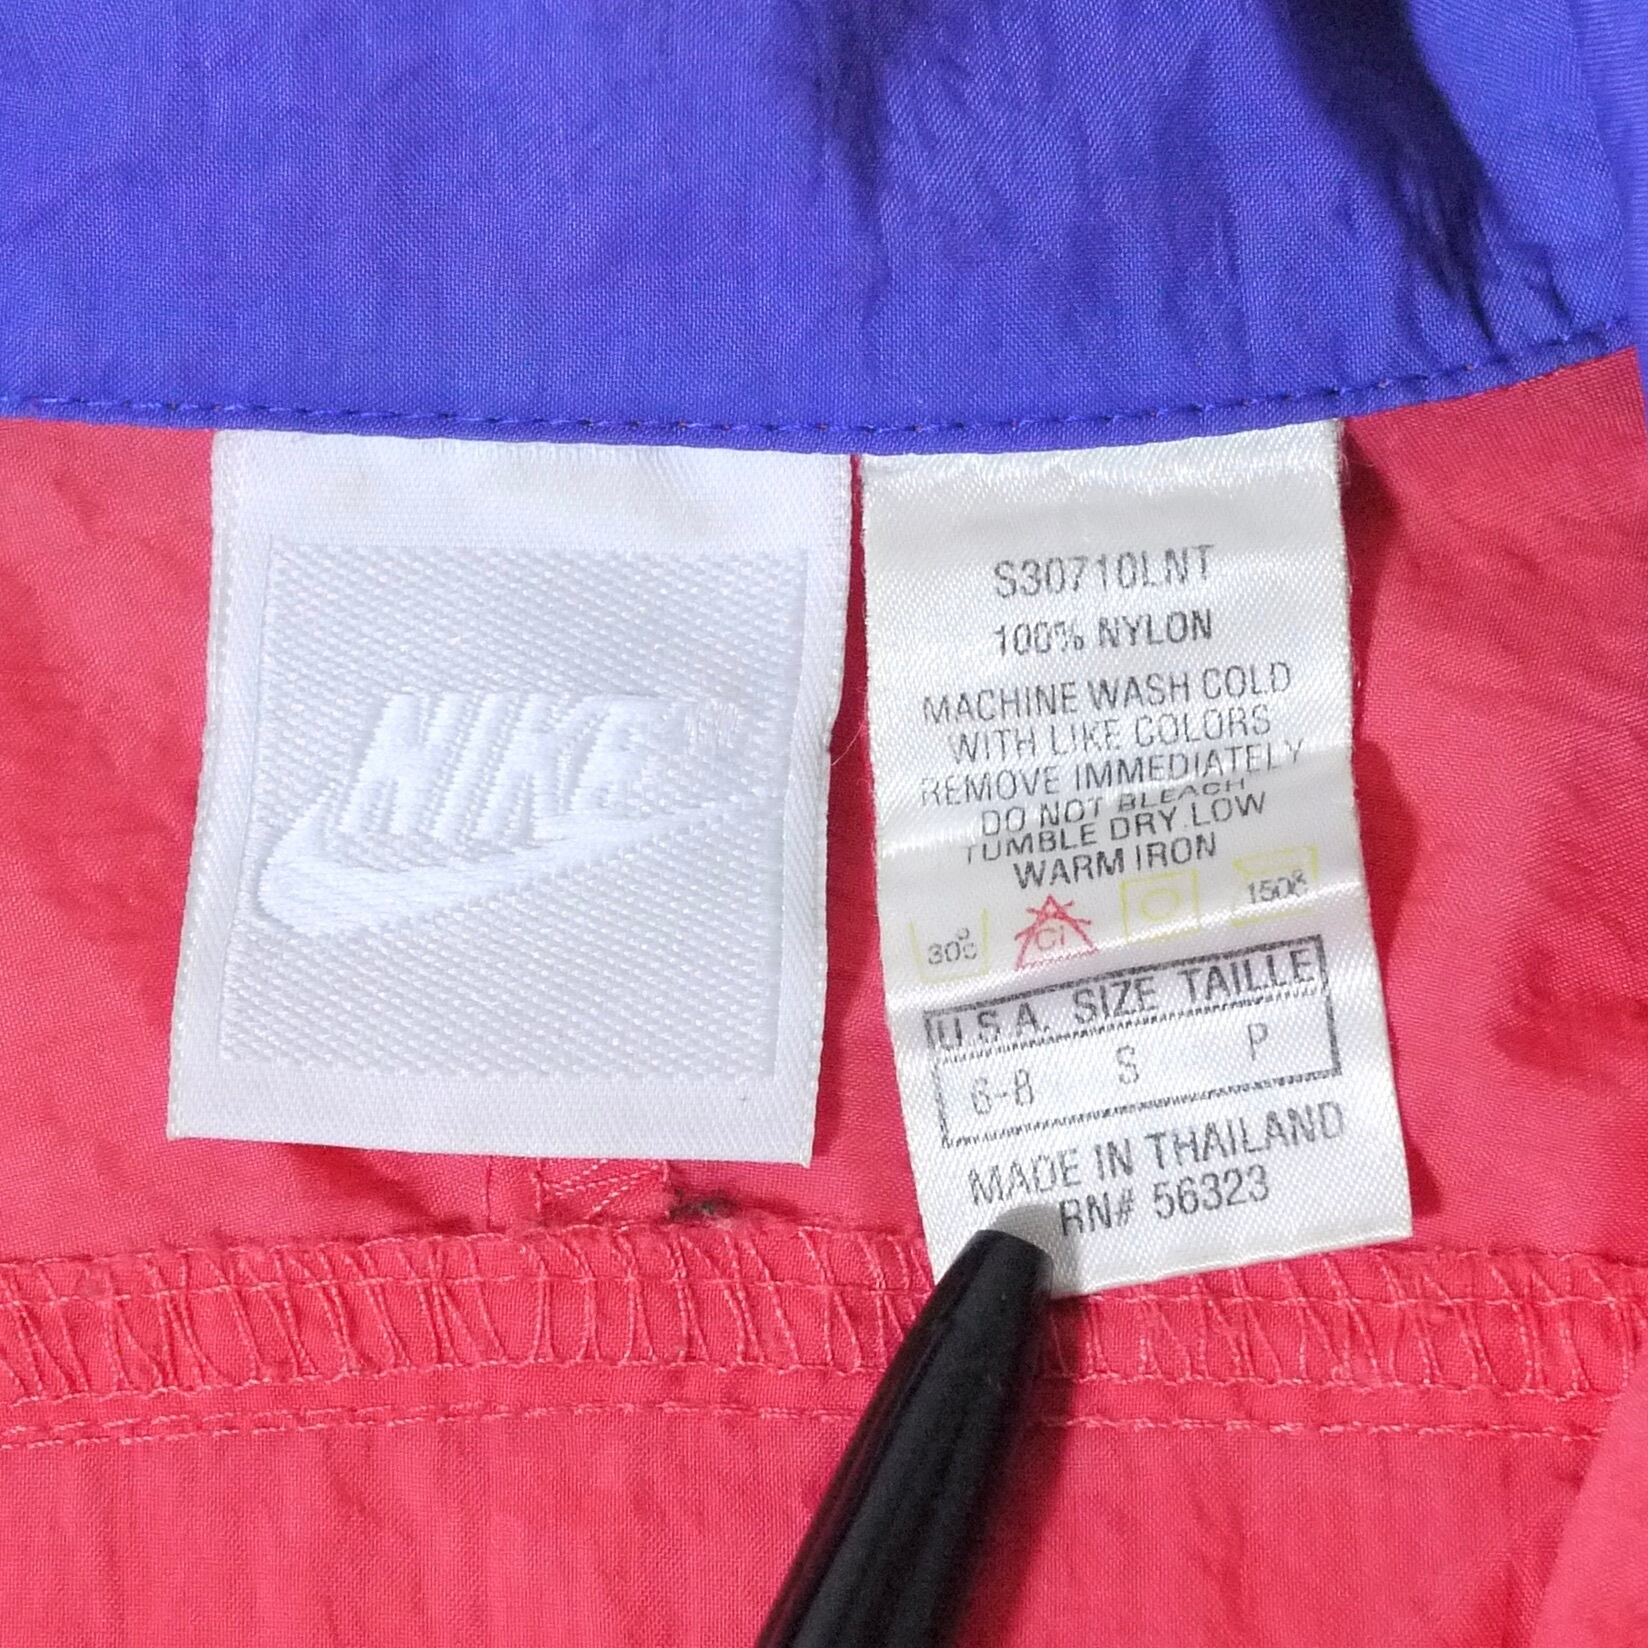 NIKE
S30710LNT
100% NYLON
MACHINE WASH COLD
WITH LIKE COLORS
REMOVE IMMEDIATELY
DO NOT BLEACH
TUMBLE DRY LOW
WARM IRON
30°C Cl 150°C
U.S.A. SIZE TAILLE
6-8 S P
MADE IN THAILAND
RN# 56323